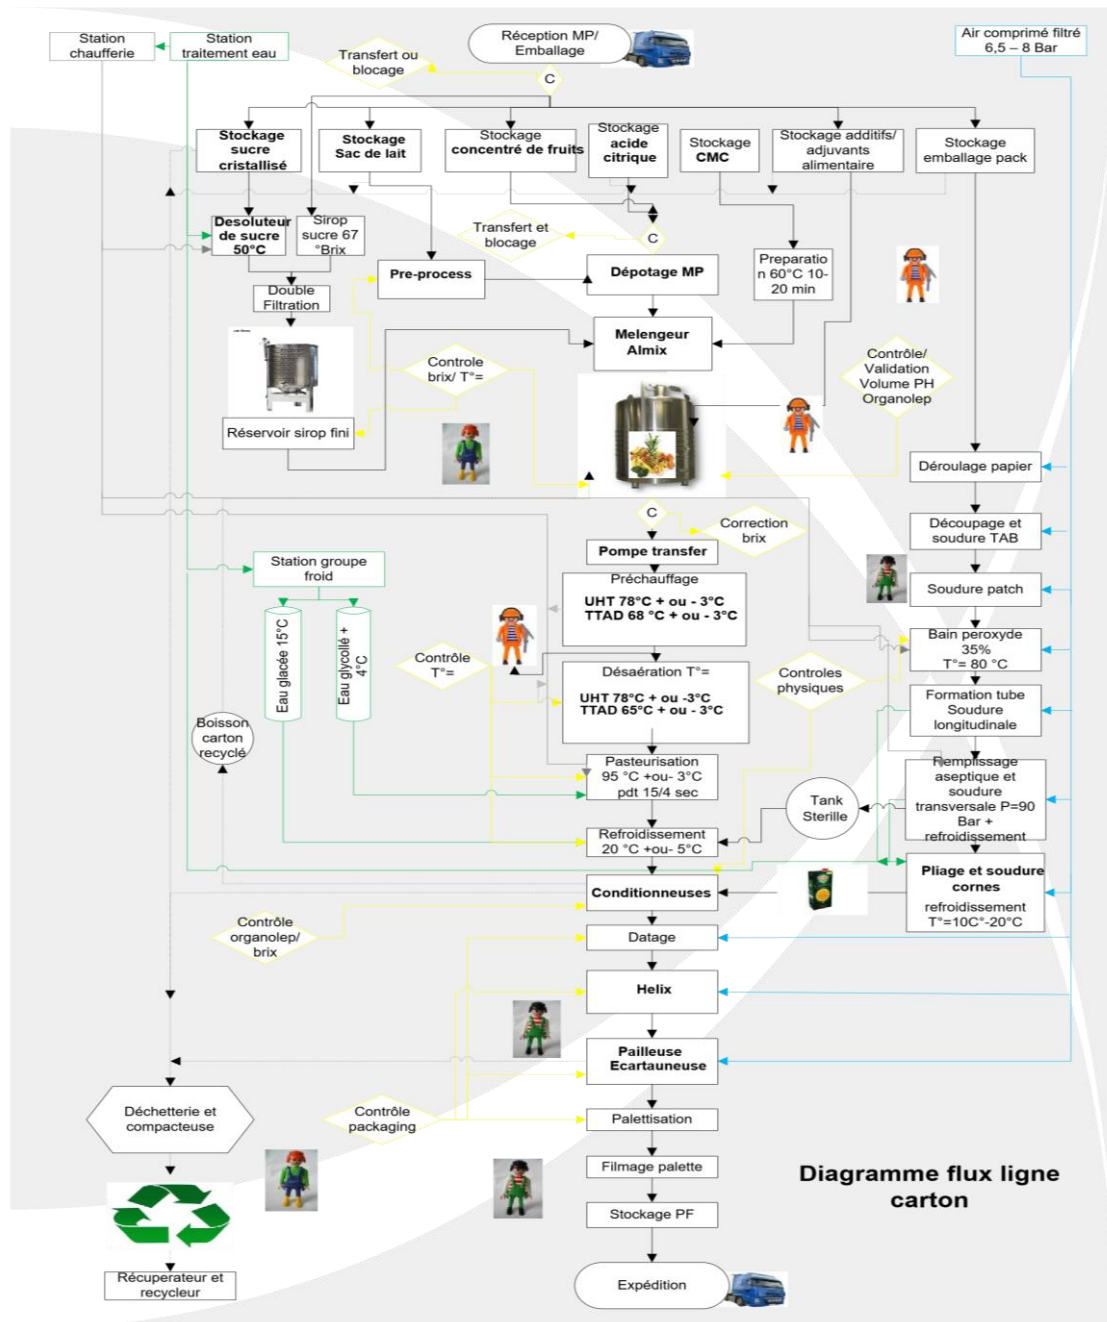 Station
chaufferie
Station
traitement eau
Transfert ou
blocage
Réception MP/
Emballage
C
Air comprimé filtré
6,5 – 8 Bar
Stockage
sucre
cristallisé
Stockage
Sac de lait
Stockage
concentré de fruits
Stockage
acide
citrique
Stockage
CMC
Stockage additifs/
adjuvants
alimentaire
Stockage
emballage pack
Desoluteur
de sucre
50°C
Sirop
sucre 67
°Brix
Transfert et
blocage
C
Pre-process
Dépotage MP
Preparatio
n 60°C 10-
20 min
Double
Filtration
Melengeur
Almix
Controle
brix/ T°=
Contrôle/
Validation
Volume PH
Organolep
Réservoir sirop fini
Déroulage papier
C
Correction
brix
Découpage et
soudure TAB
Pompe transfer
Station groupe
froid
Préchauffage
UHT 78°C + ou - 3°C
TTAD 68 °C + ou - 3°C
Soudure patch
Eau glacée 15°C
Eau glycollé +
4°C
Contrôle
T°=
Désaération T°=
UHT 78°C + ou -3°C
TTAD 65°C + ou - 3°C
Controles
physiques
Bain peroxyde
35%
T°= 80 °C
Formation tube
Soudure
longitudinale
Boisson
carton
recyclé
Pasteurisation
95 °C +ou- 3°C
pdt 15/4 sec
Tank
Sterille
Remplissage
aseptique et
soudure
transversale P=90
Bar +
refroidissement
Refroidissement
20 °C +ou- 5°C
Pliage et soudure
cornes
refroidissement
T°=10C°-20°C
Conditionneuses
Contrôle
organolep/
brix
Datage
Helix
Pailleuse
Ecartauneuse
Déchetterie et
compacteuse
Contrôle
packaging
Palettisation
Filmage palette
Diagramme flux ligne
carton
Stockage PF
Récuperateur et
recycleur
Expédition